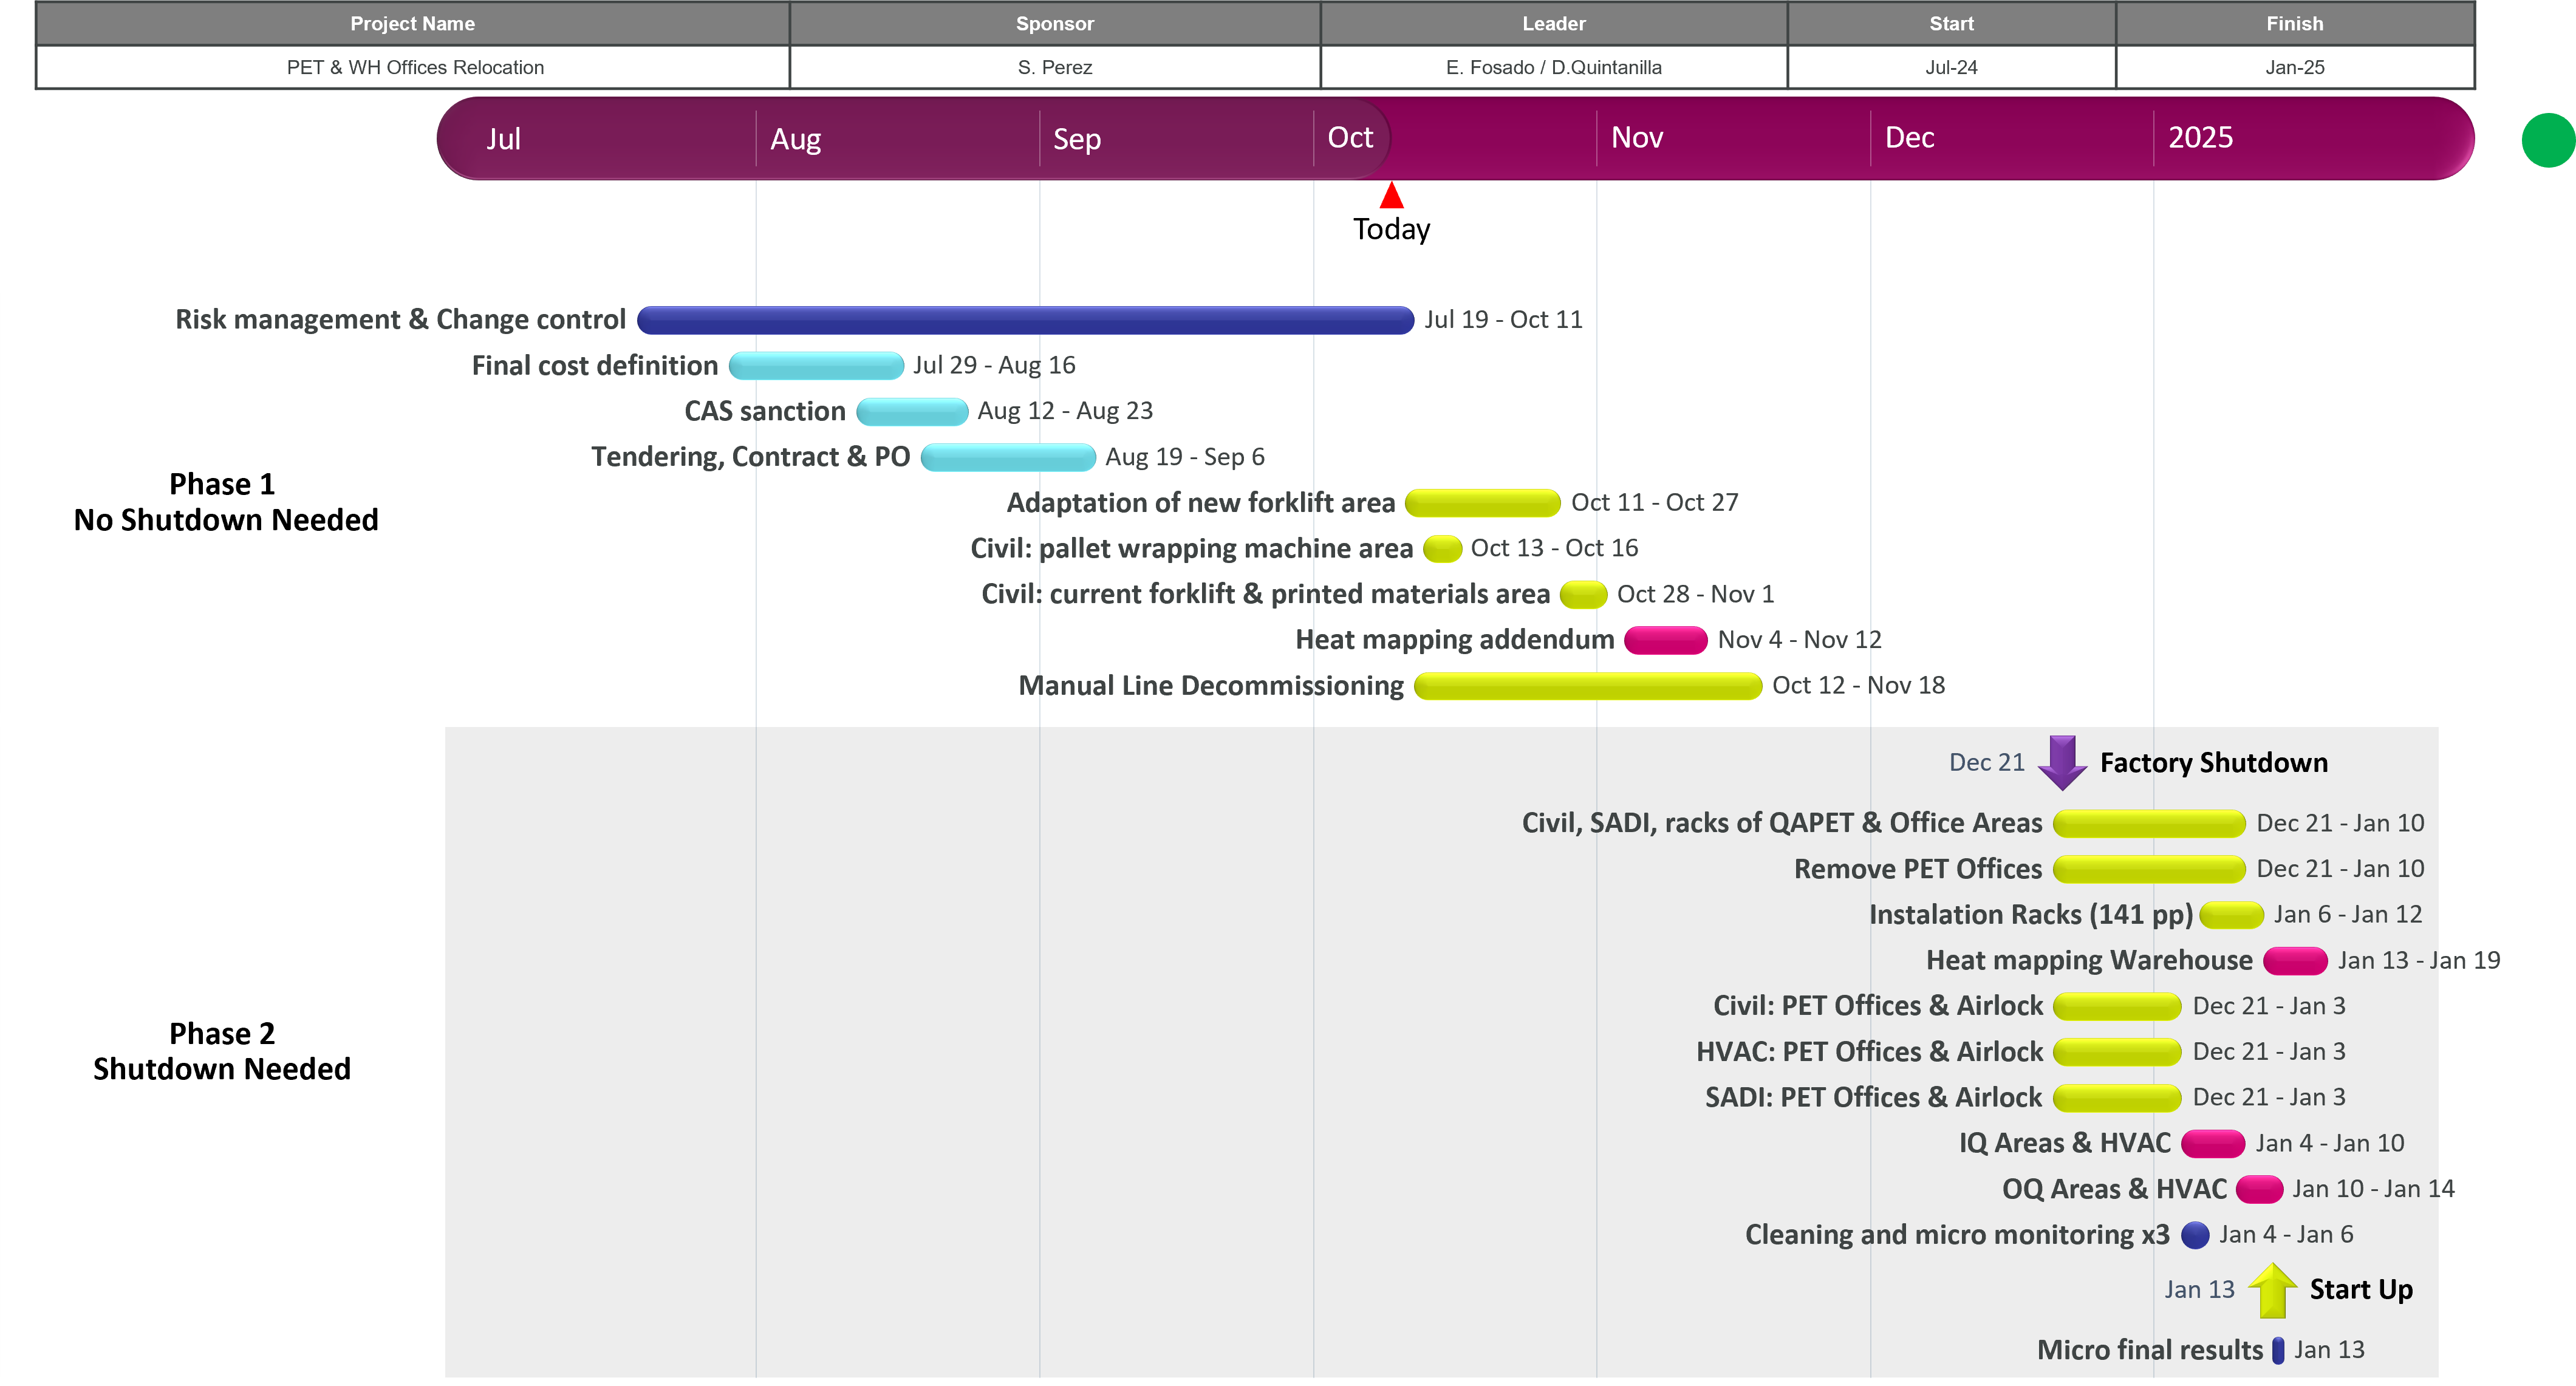 Project Name Sponsor Leader Start Finish
PET & WH Offices Relocation S. Perez E. Fosado / D.Quintanilla Jul-24 Jan-25
Jul Aug Sep Oct Nov Dec 2025
Today
Risk management & Change control Jul 19 - Oct 11
Final cost definition Jul 29 - Aug 16
CAS sanction Aug 12 - Aug 23
Tendering, Contract & PO Aug 19 - Sep 6
Phase 1
No Shutdown Needed
Adaptation of new forklift area Oct 11 - Oct 27
Civil: pallet wrapping machine area Oct 13 - Oct 16
Civil: current forklift & printed materials area Oct 28 - Nov 1
Heat mapping addendum Nov 4 - Nov 12
Manual Line Decommissioning Oct 12 - Nov 18
Dec 21 Factory Shutdown
Civil, SADI, racks of QAPET & Office Areas Dec 21 - Jan 10
Remove PET Offices Dec 21 - Jan 10
Instalation Racks (141 pp) Jan 6 - Jan 12
Heat mapping Warehouse Jan 13 - Jan 19
Civil: PET Offices & Airlock Dec 21 - Jan 3
Phase 2
Shutdown Needed
HVAC: PET Offices & Airlock Dec 21 - Jan 3
SADI: PET Offices & Airlock Dec 21 - Jan 3
IQ Areas & HVAC Jan 4 - Jan 10
OQ Areas & HVAC Jan 10 - Jan 14
Cleaning and micro monitoring x3 Jan 4 - Jan 6
Jan 13 Start Up
Micro final results Jan 13